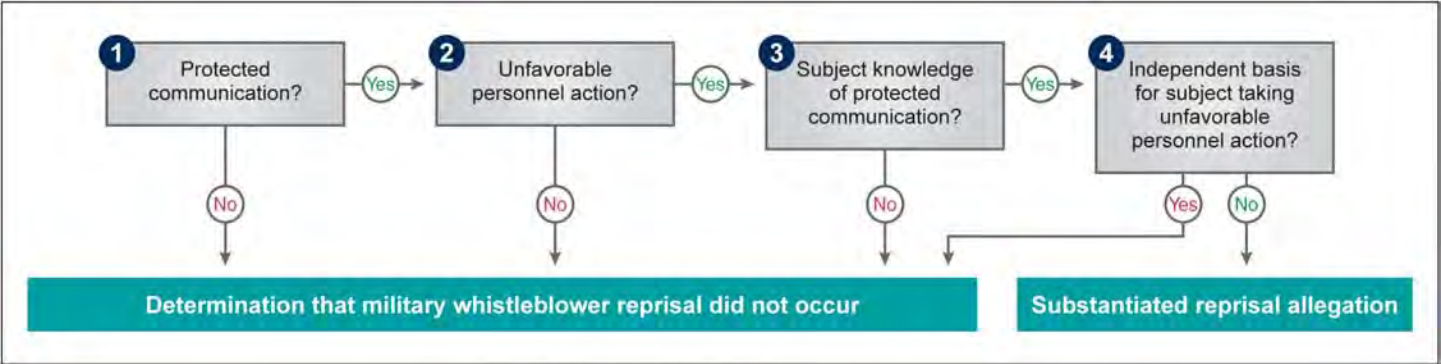 1
Protected
communication?
Yes
2
Unfavorable
personnel action?
Yes
3
Subject knowledge
of protected
communication?
Yes
4
Independent basis
for subject taking
unfavorable
personnel action?
No
No
No
Yes
No
Determination that military whistleblower reprisal did not occur
Substantiated reprisal allegation